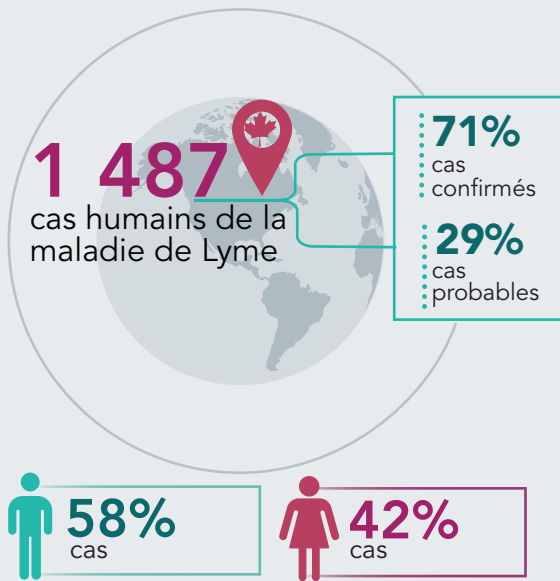 1 487
cas humains de la
maladie de Lyme
71%
cas
confirmés
29%
cas
probables
58%
cas
42%
cas